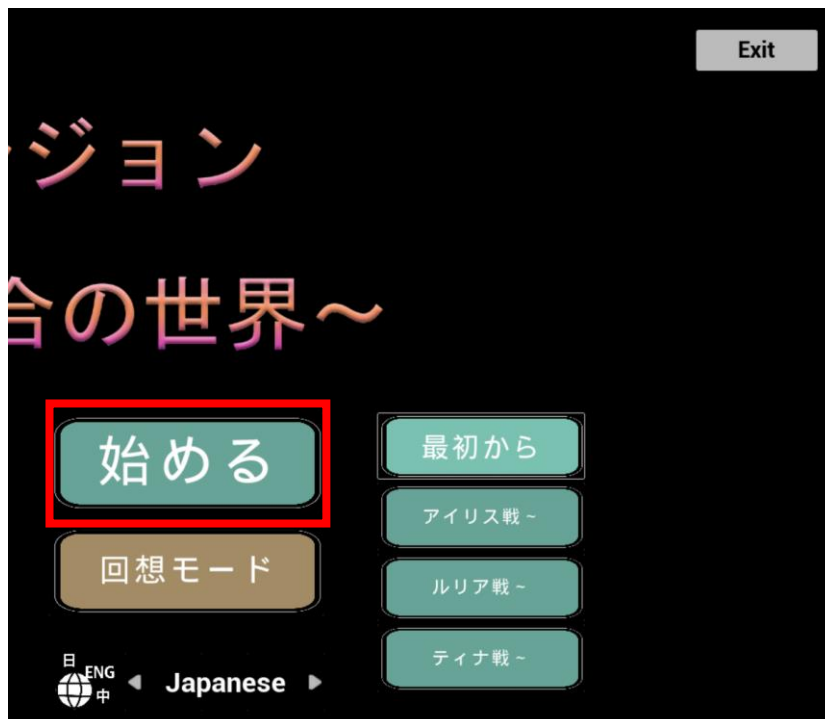 Exit
ージョン
合の世界～
始める
最初から
アイリス戦~
回想モード
ルリア戦~
ティナ戦~
日
ENG
中
Japanese